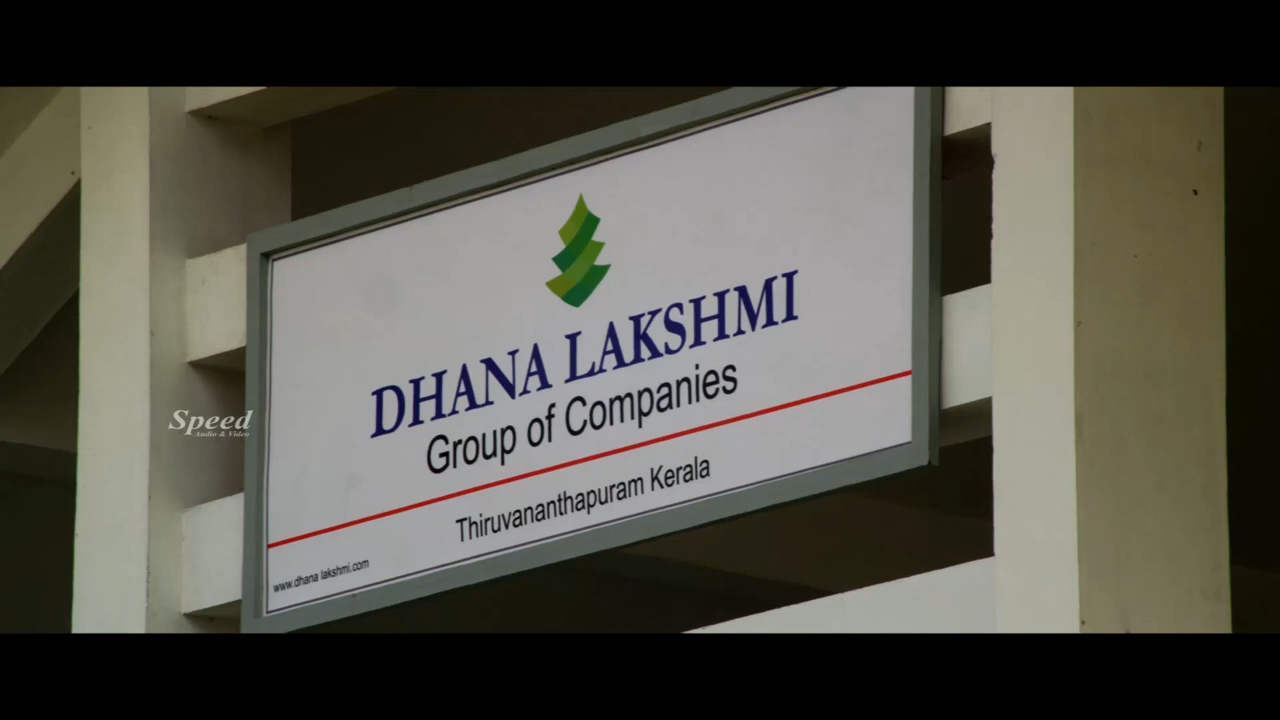 DHANA LAKSHMI
Group of Companies
Thiruvananthapuram Kerala
www.dhana lakshmi.com
Speed
Audio & Video